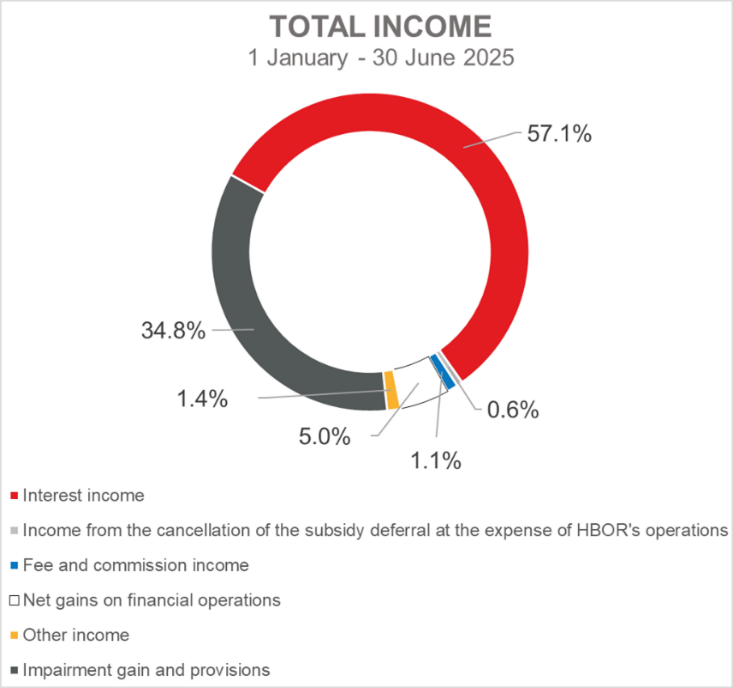 TOTAL INCOME
1 January - 30 June 2025
57.1%
34.8%
1.4%
0.6%
5.0%
1.1%
Interest income
Income from the cancellation of the subsidy deferral at the expense of HBOR's operations
Fee and commission income
Net gains on financial operations
Other income
Impairment gain and provisions